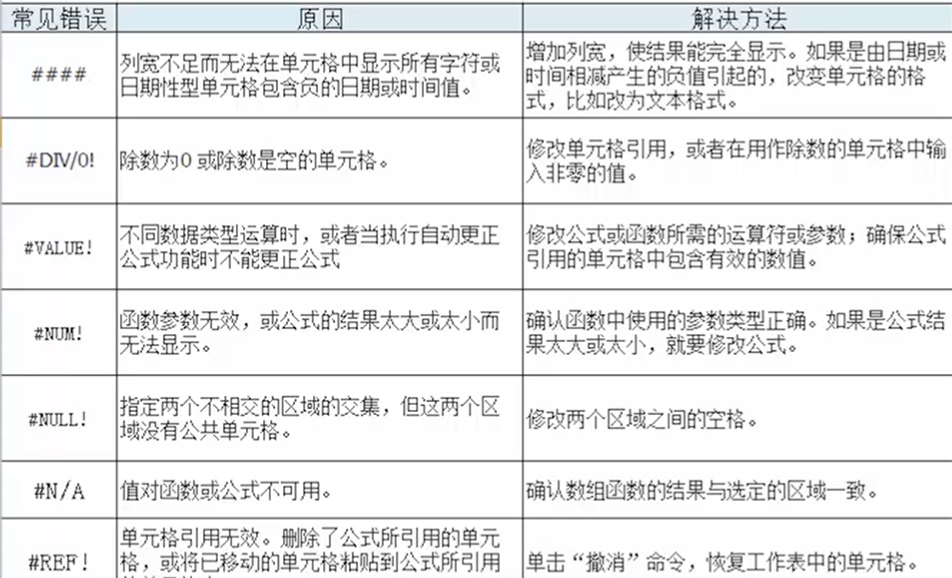 常见错误 原因 解决方法
####
列宽不足而无法在单元格中显示所有字符或
日期性型单元格包含负的日期或时间值。
增加列宽，使结果能完全显示。如果是由日期或
时间相减产生的负值引起的，改变单元格的格
式，比如改为文本格式。
#DIV/0!
除数为0 或除数是空的单元格。
修改单元格引用，或者在用作除数的单元格中输
入非零的值。
#VALUE!
不同数据类型运算时，或者当执行自动更正
公式功能时不能更正公式
修改公式或函数所需的运算符或参数；确保公式
引用的单元格中包含有效的数值。
#NUM!
函数参数无效，或公式的结果太大或太小而
无法显示。
确认函数中使用的参数类型正确。如果是公式结
果太大或太小，就要修改公式。
#NULL!
指定两个不相交的区域的交集，但这两个区
域没有公共单元格。
修改两个区域之间的空格。
#N/A
值对函数或公式不可用。
确认数组函数的结果与选定的区域一致。
#REF!
单元格引用无效。删除了公式所引用的单元
格，或将已移动的单元格粘贴到公式所引用
单击“撤消”命令，恢复工作表中的单元格。